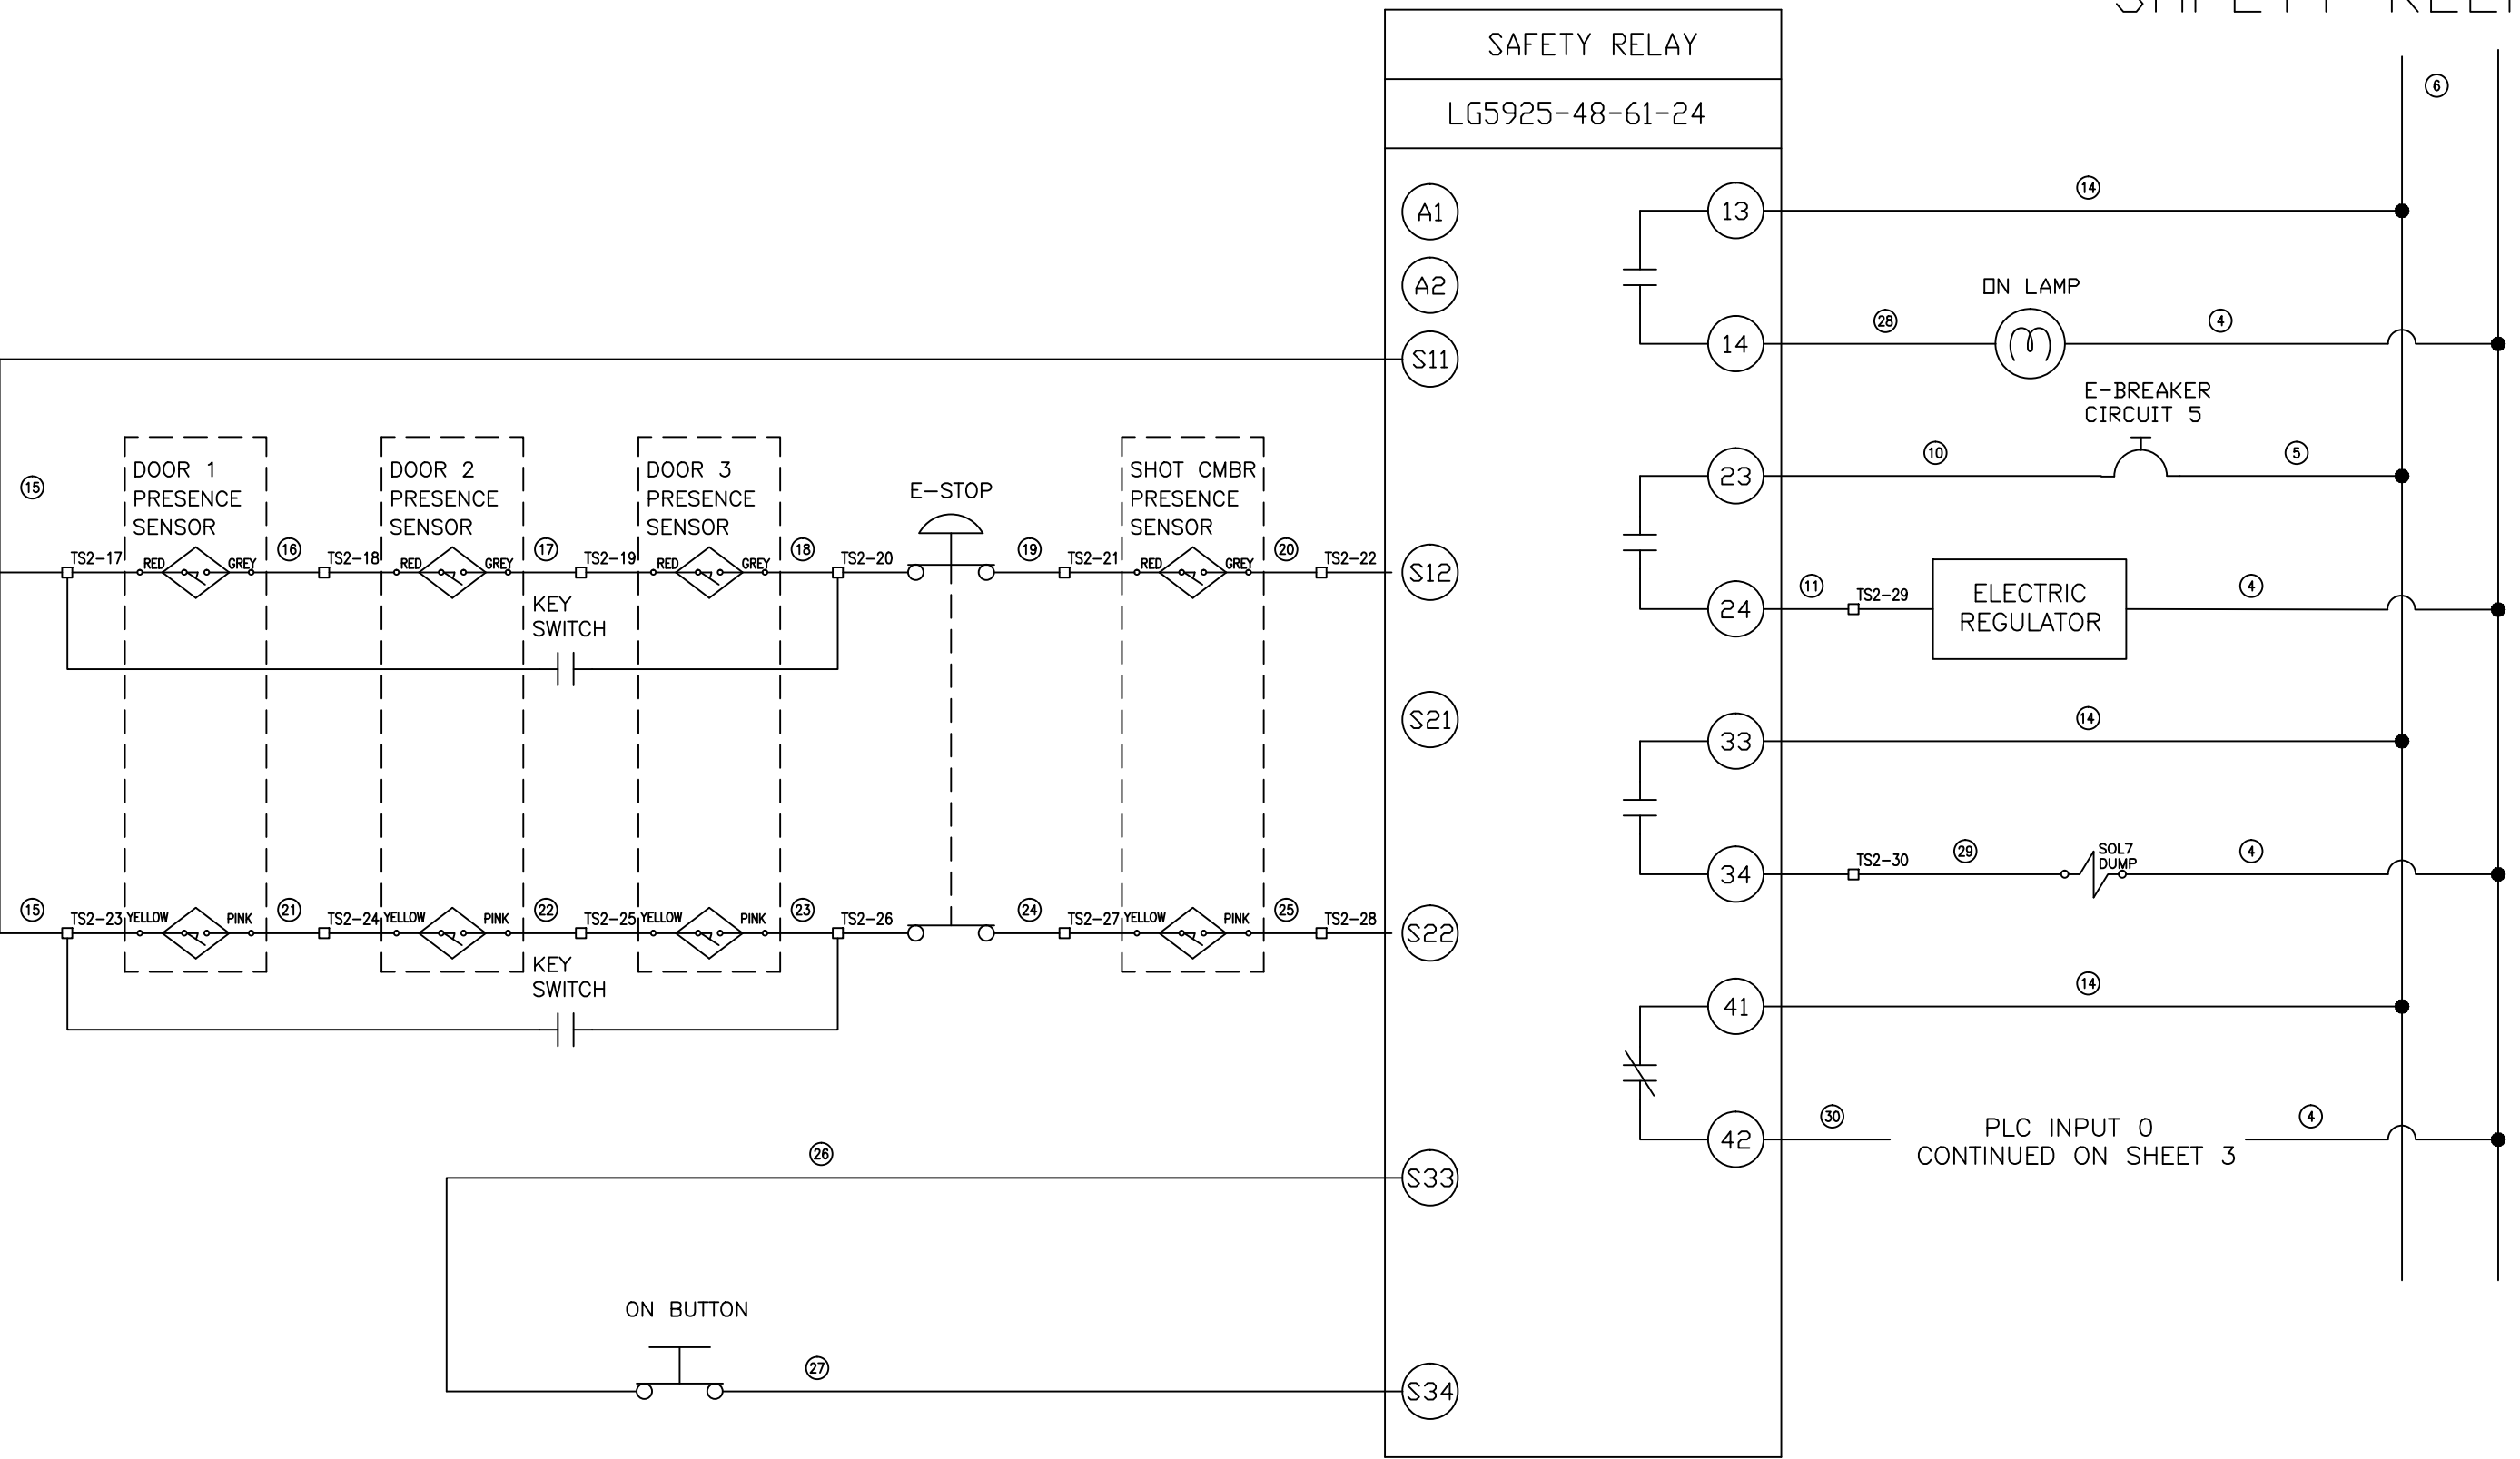 SAFETY RELAY
LG5925-48-61-24
6
A1
13
14
A2
ON LAMP
S11
14
28
4
E-BREAKER
CIRCUIT 5
23
10
5
15
DOOR 1
PRESENCE
SENSOR
DOOR 2
PRESENCE
SENSOR
DOOR 3
PRESENCE
SENSOR
E-STOP
SHOT CMBR
PRESENCE
SENSOR
TS2-17
RED
GREY
16
TS2-18
RED
GREY
17
TS2-19
RED
GREY
18
TS2-20
19
TS2-21
RED
GREY
20
TS2-22
S12
KEY
SWITCH
24
11
TS2-29
ELECTRIC
REGULATOR
4
S21
33
14
34
TS2-30
29
SOL7
DUMP
4
15
TS2-23
YELLOW
PINK
21
TS2-24
YELLOW
PINK
22
TS2-25
YELLOW
PINK
23
TS2-26
24
TS2-27
YELLOW
PINK
25
TS2-28
S22
KEY
SWITCH
41
14
42
30
PLC INPUT 0
CONTINUED ON SHEET 3
4
26
S33
ON BUTTON
27
S34